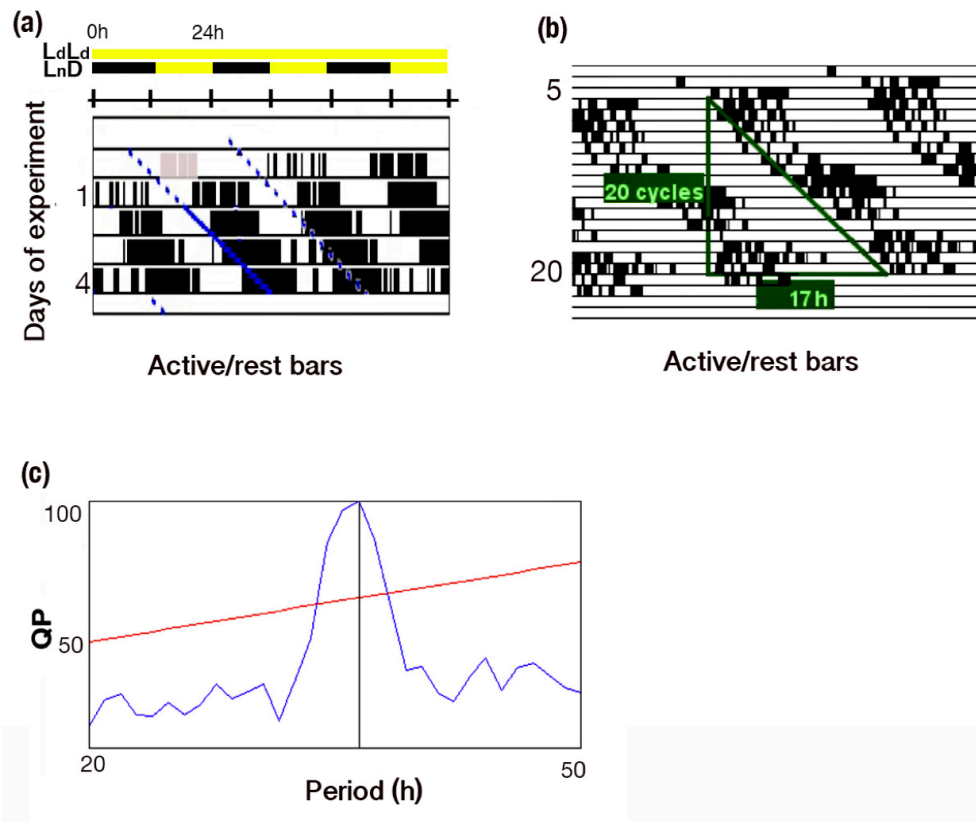 (a)
0h 24h
LdLd
LnD
Days of experiment
1
4
Active/rest bars
(b)
5
20 cycles
20
17h
Active/rest bars
(c)
100
QP
50
20 50
Period (h)